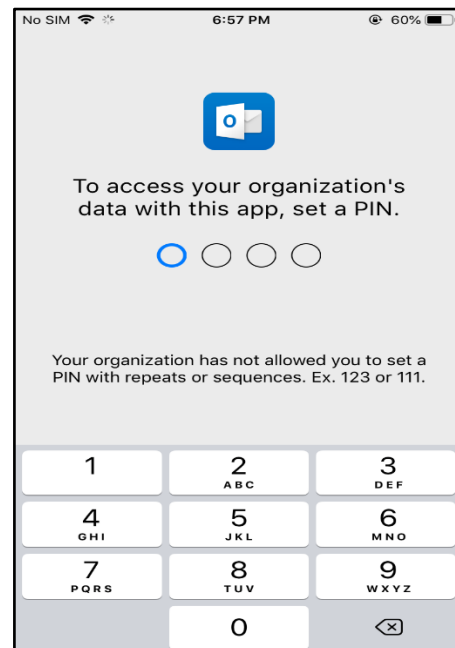 No SIM 6:57 PM 60%
O
To access your organization's
data with this app, set a PIN.
Your organization has not allowed you to set a
PIN with repeats or sequences. Ex. 123 or 111.
1 2 3
ABC DEF
4 5 6
GHI JKL MNO
7 8 9
PQRS TUV WXYZ
0